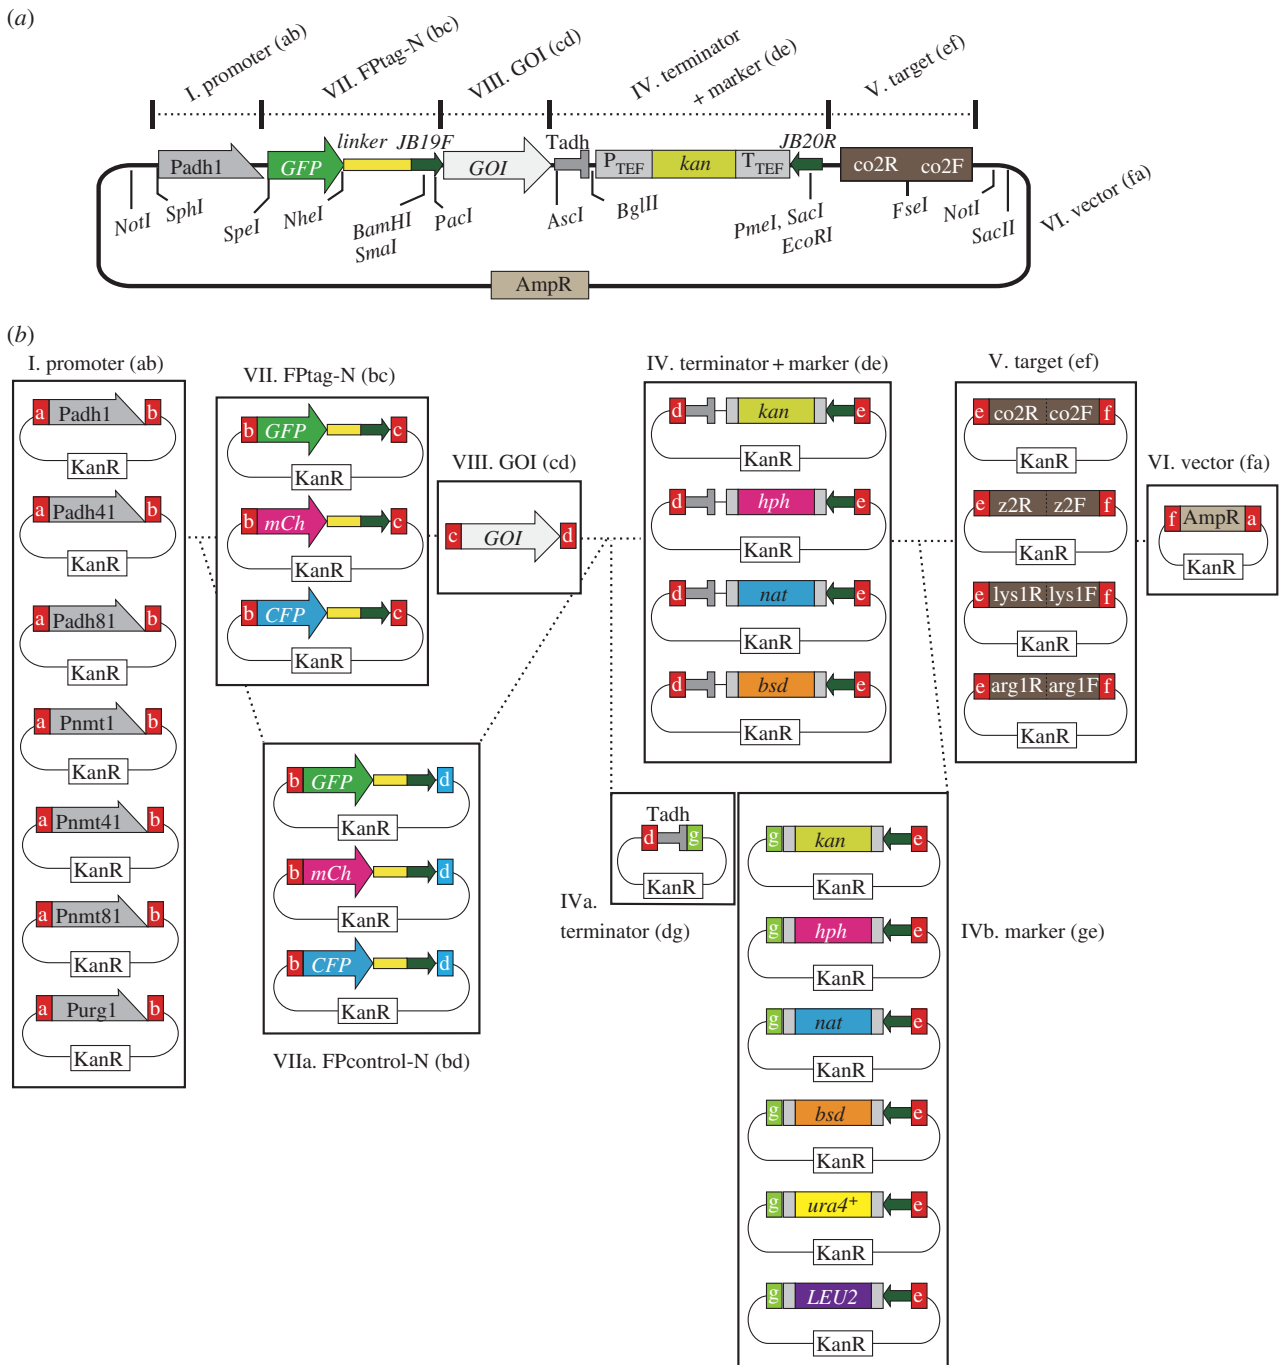 (a)
I. promoter (ab)
VII. FPtag-N (bc)
VIII. GOI (cd)
IV. terminator
+ marker (de)
V. target (ef)
linker JB19F Tadh JB20R
Padh1 GFP GOI PTEF kan TTEF co2R co2F
NotI SphI SpeI NheI BamHI PacI AscI BglII PmeI, SacI FseI NotI SacII
SmaI EcoRI
VI. vector (fa)
AmpR
(b)
I. promoter (ab)
a Padh1 b
KanR
a Padh41 b
KanR
a Padh81 b
KanR
a Pnmt1 b
KanR
a Pnmt41 b
KanR
a Pnmt81 b
KanR
a Purg1 b
KanR
VII. FPtag-N (bc)
b GFP c
KanR
b mCh c
KanR
b CFP c
KanR
b GFP d
KanR
b mCh d
KanR
b CFP d
KanR
VIIa. FPcontrol-N (bd)
VIII. GOI (cd)
c GOI d
IV. terminator + marker (de)
d kan e
KanR
d hph e
KanR
d nat e
KanR
d bsd e
KanR
Tadh
d g
KanR
IVa.
terminator (dg)
g kan e
KanR
g hph e
KanR
g nat e
KanR
g bsd e
KanR
g ura4+ e
KanR
g LEU2 e
KanR
IVb. marker (ge)
V. target (ef)
e co2R co2F f
KanR
e z2R z2F f
KanR
e lys1R lys1F f
KanR
e arg1R arg1F f
KanR
VI. vector (fa)
f AmpR a
KanR